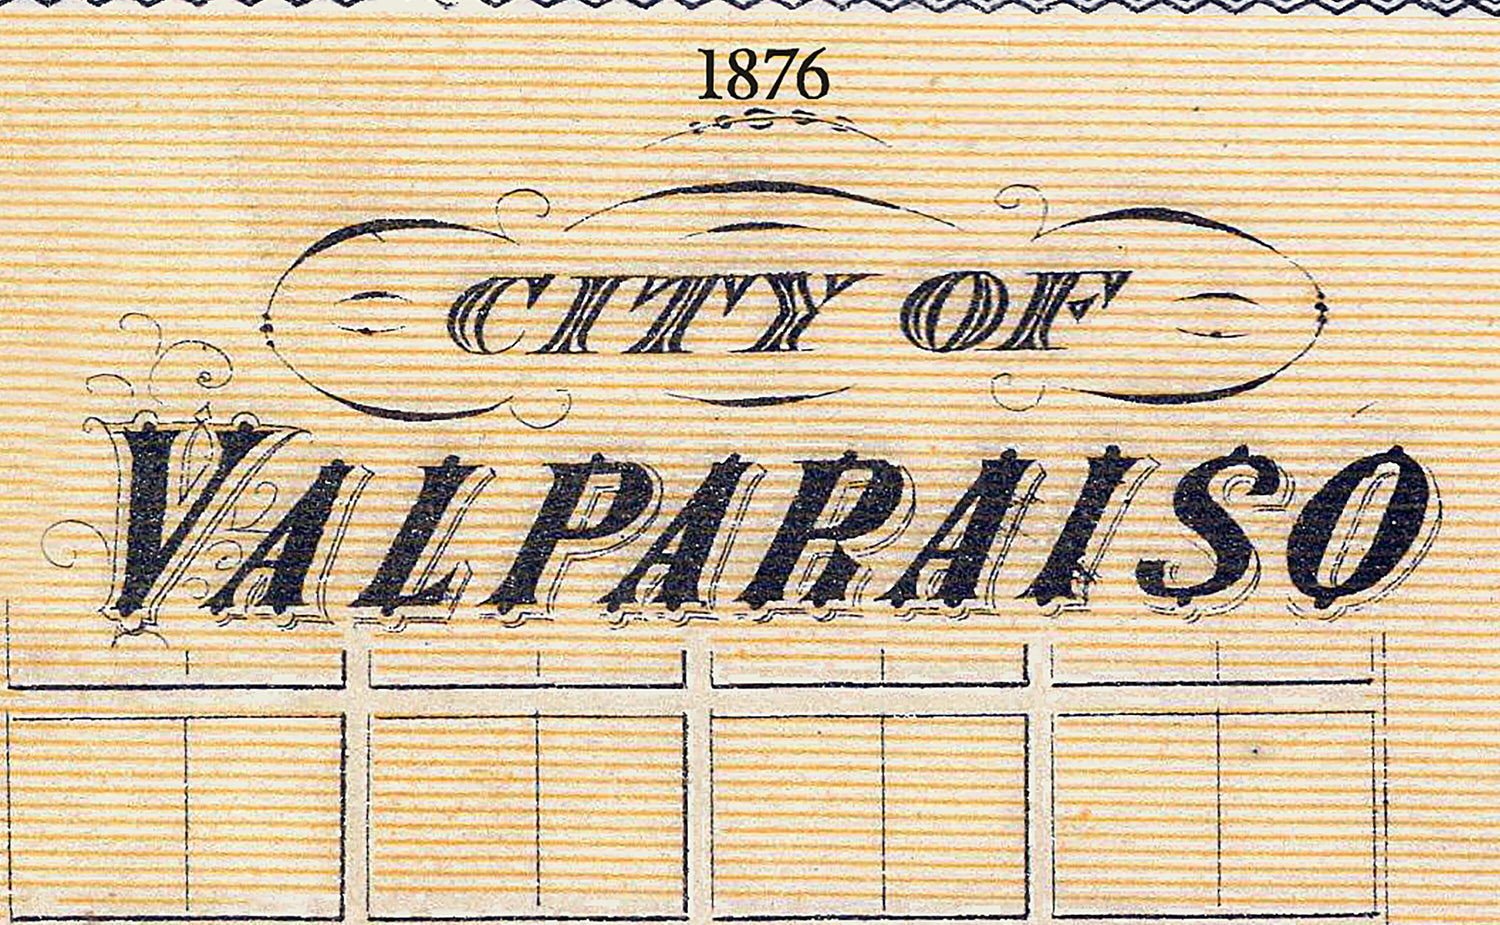 1876
CITY OF
VALPARAISO